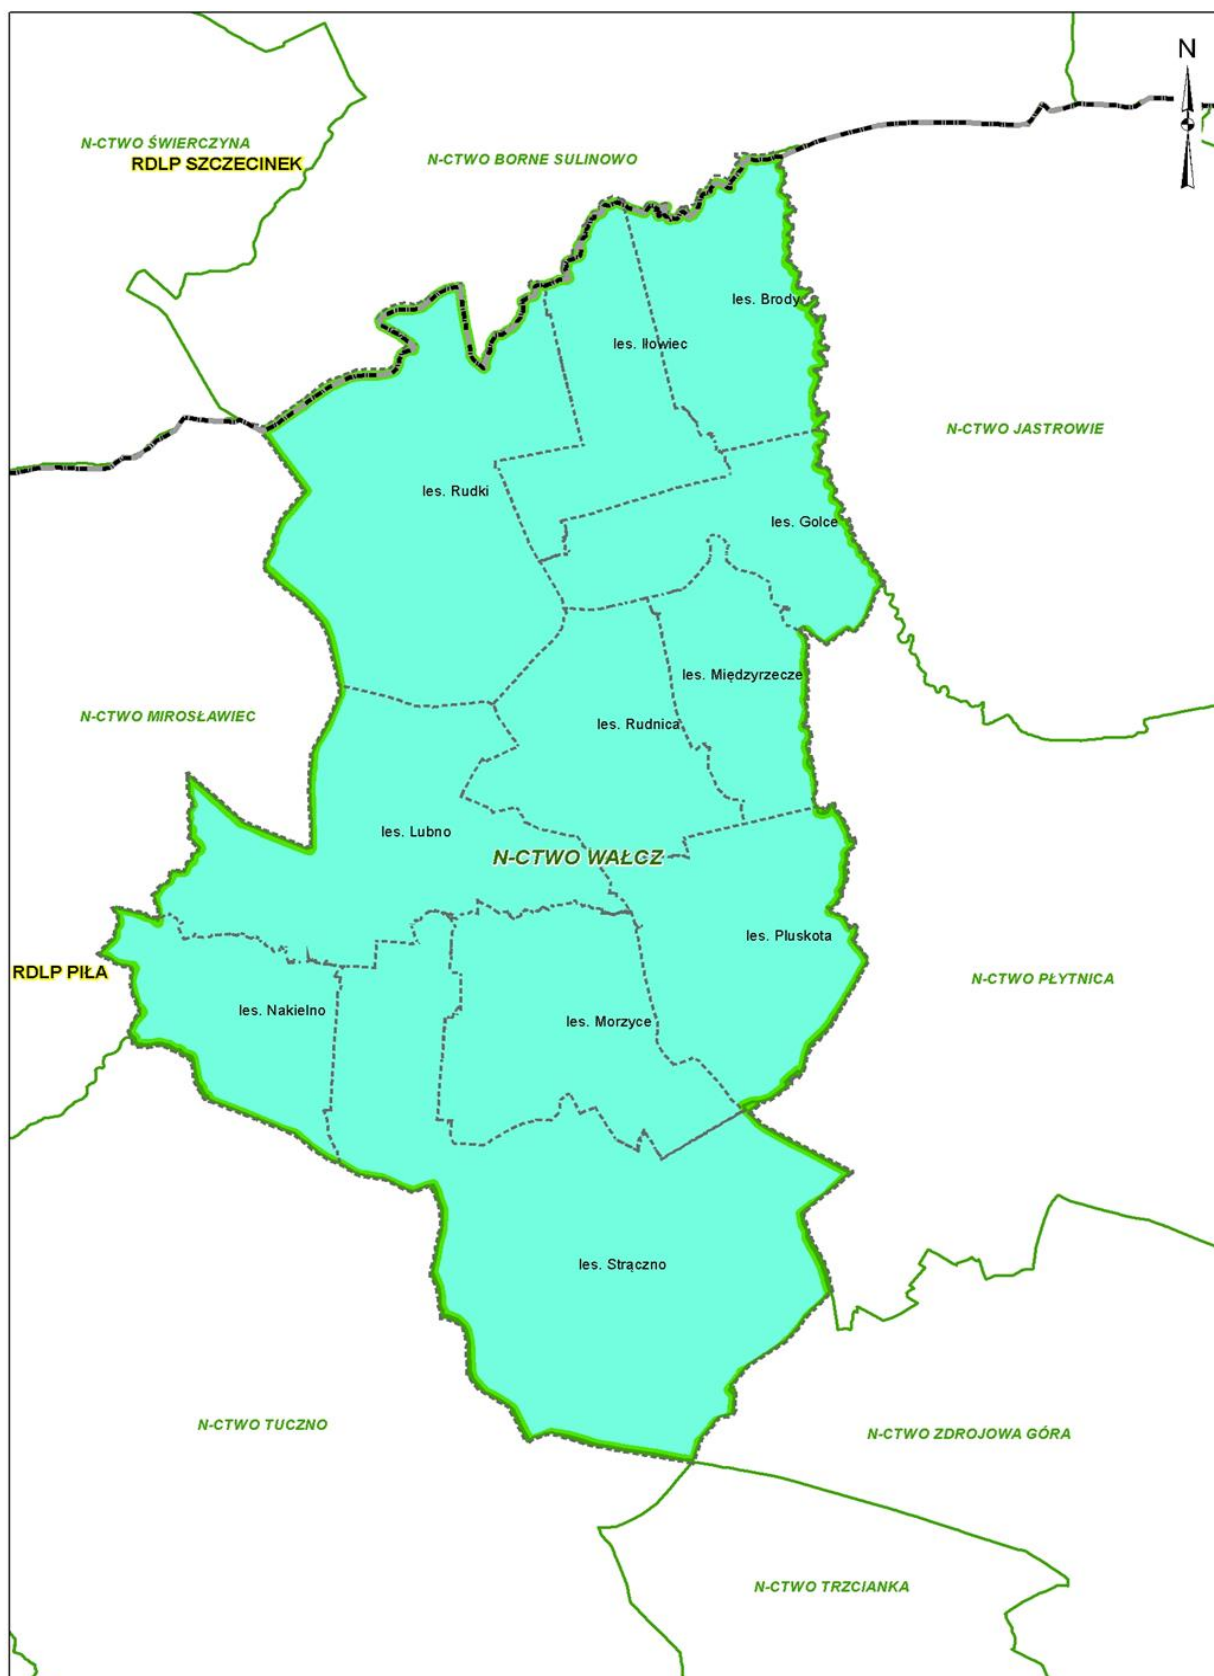 N
N-CTWO ŚWIERCZYNA
RDLP SZCZECINEK
N-CTWO BORNE SULINOWO
les. Brody
les. Iłowiec
N-CTWO JASTROWIE
les. Rudki
les. Golce
les. Międzyrzecze
N-CTWO MIROSŁAWIEC
les. Rudnica
les. Lubno
N-CTWO WAŁCZ
les. Pluskota
RDLP PIŁA
N-CTWO PŁYTNICA
les. Nakielno
les. Morzyce
les. Strączno
N-CTWO TUCZNO
N-CTWO ZDROJOWA GÓRA
N-CTWO TRZCIANKA